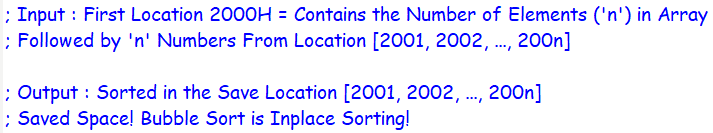 ; Input : First Location 2000H = Contains the Number of Elements ('n') in Array
; Followed by 'n' Numbers From Location [2001, 2002, ..., 200n]
; Output : Sorted in the Save Location [2001, 2002, ..., 200n]
; Saved Space! Bubble Sort is Inplace Sorting!